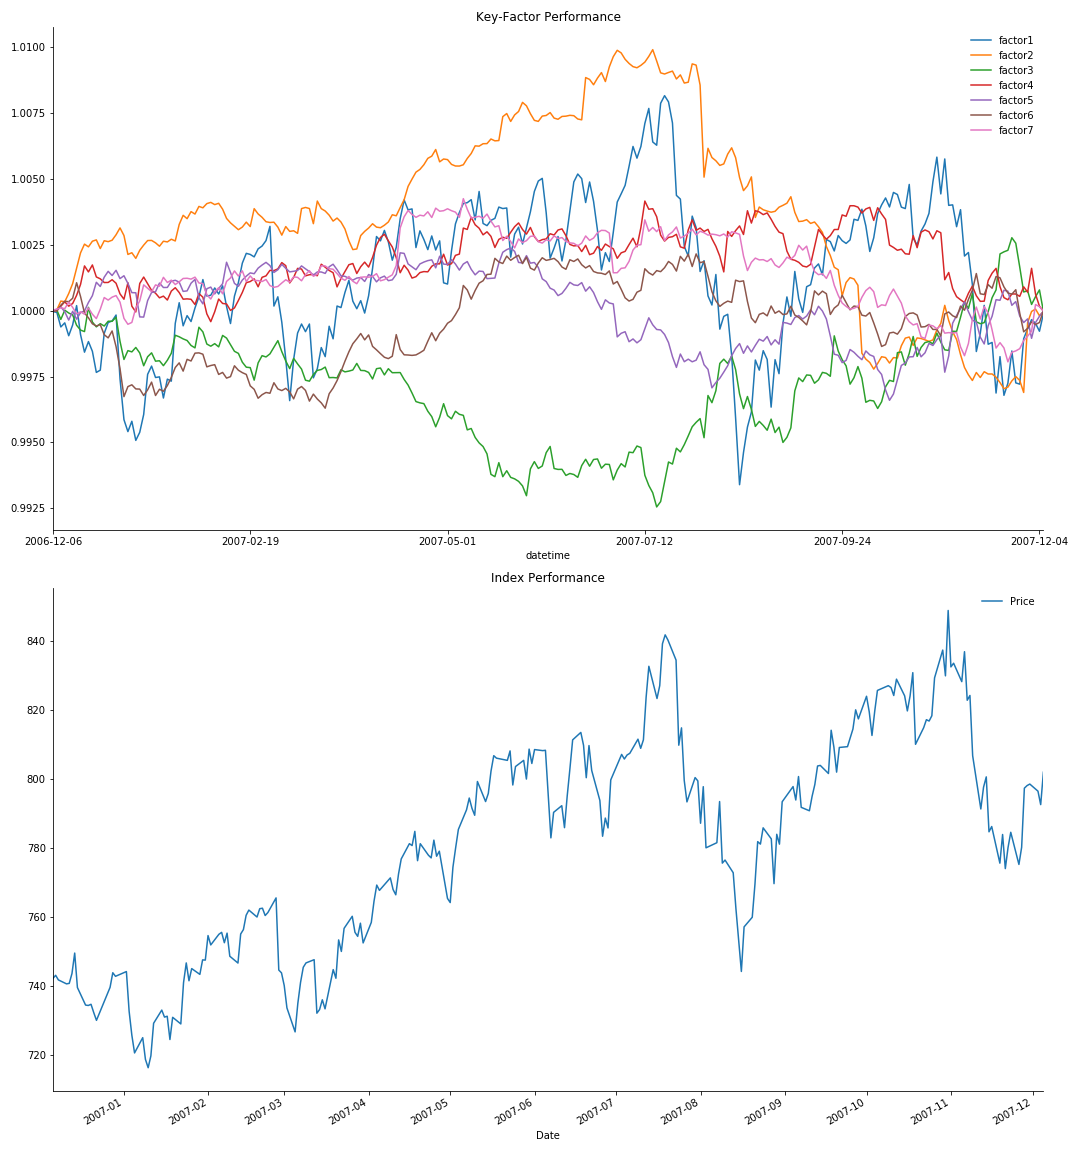 Key-Factor Performance
1.0100
1.0075
1.0050
1.0025
1.0000
0.9975
0.9950
0.9925
factor1
factor2
factor3
factor4
factor5
factor6
factor7
2006-12-06 2007-02-19 2007-05-01 2007-07-12 2007-09-24 2007-12-04
datetime
Index Performance
Price
840
820
800
780
760
740
720
2007-01 2007-02 2007-03 2007-04 2007-05 2007-06 2007-07 2007-08 2007-09 2007-10 2007-11 2007-12
Date